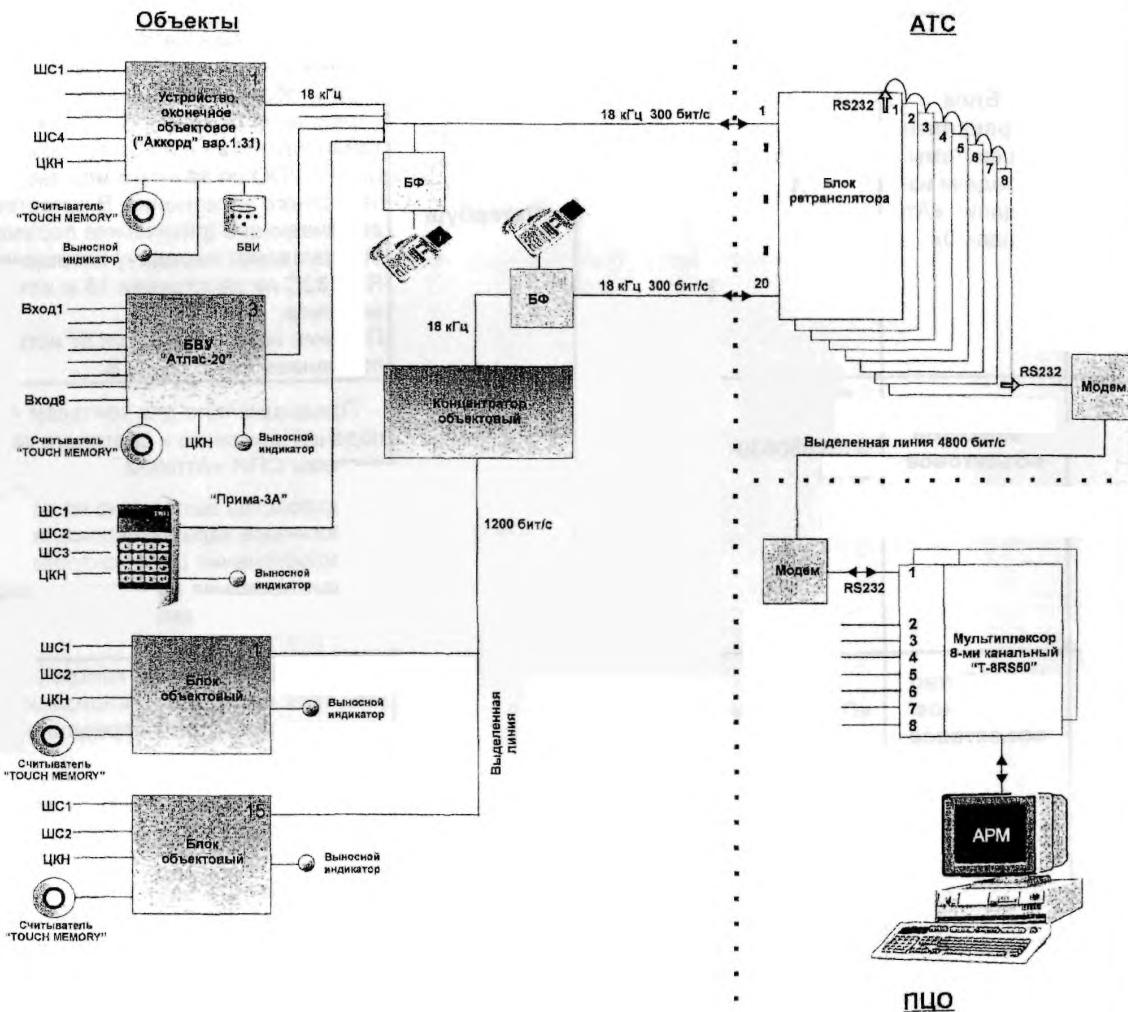 Объекты
АТС
ШС1
ШС4
ЦКН
1
Устройство
оконечное
объектовое
("Аккорд" вар.1.31)
18 кГц
18 кГц 300 бит/с
Считыватель
"TOUCH MEMORY"
Выносной
индикатор
БВИ
БФ
RS232
1
2
3
4
5
6
7
8
1
20
Блок
ретранслятора
БФ
18 кГц 300 бит/с
18 кГц
Вход1
Вход8
3
БВУ
"Атлас-20"
Считыватель
"TOUCH MEMORY"
ЦКН
Выносной
индикатор
Концентратор
объектовый
RS232
Модем
Выделенная линия 4800 бит/с
"Прима-3А"
ШС1
ШС2
ШС3
ЦКН
Выносной
индикатор
1200 бит/с
Модем
RS232
1
2
3
4
5
6
7
8
Мультиплексор
8-ми канальный
"Т-8RS50"
ШС1
ШС2
ЦКН
1
Блок
объектовый
Выносной
индикатор
Считыватель
"TOUCH MEMORY"
Выделенная
линия
ШС1
ШС2
ЦКН
15
Блок
объектовый
Выносной
индикатор
Считыватель
"TOUCH MEMORY"
АРМ
ПЦО